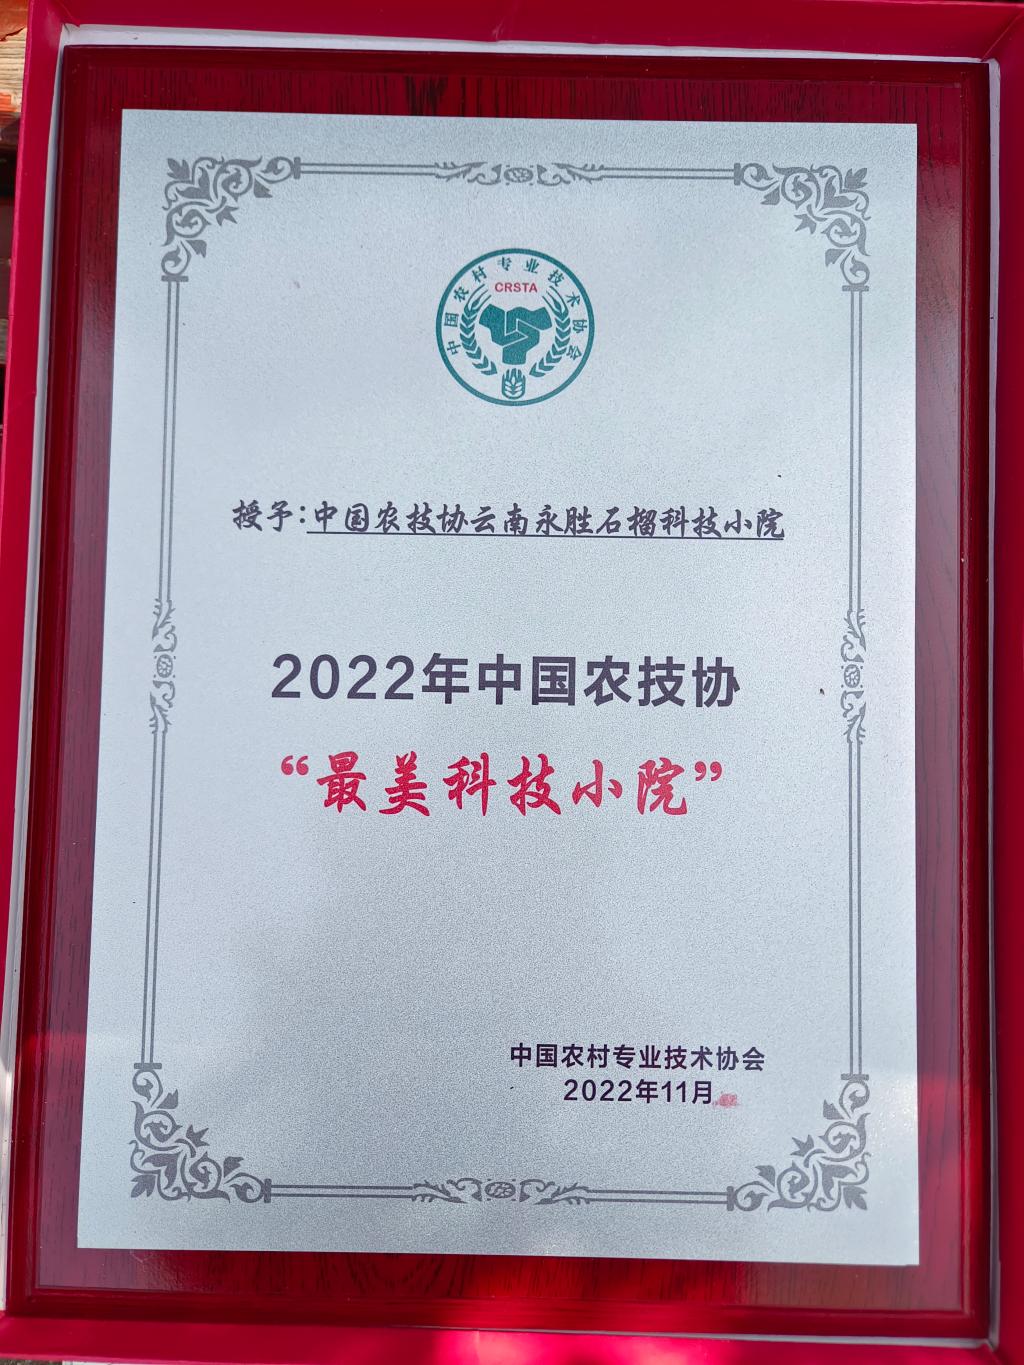 中国农村专业技术协会
CRSTA
授予:中国农技协云南永胜石榴科技小院
2022年中国农技协
“最美科技小院”
中国农村专业技术协会
2022年11月